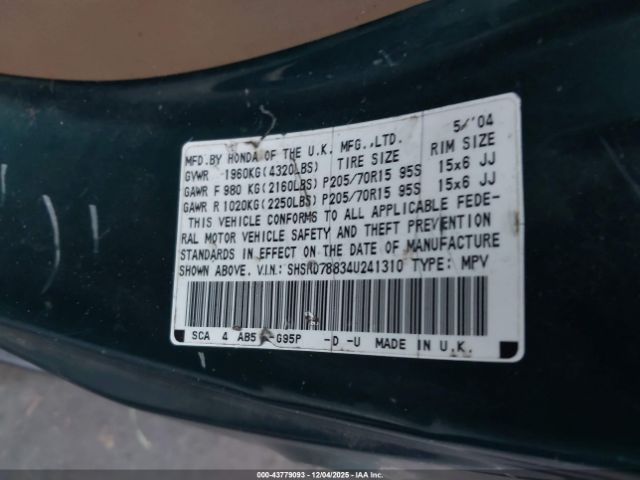 5/'04
MFD.BY HONDA OF THE U.K. MFG.,LTD.
GVWR 1960KG(4320LBS) TIRE SIZE RIM SIZE
GAWR F 980 KG(2160LBS) P205/70R15 95S 15x6 JJ
GAWR R 1020KG(2250LBS) P205/70R15 95S 15x6 JJ
THIS VEHICLE CONFORMS TO ALL APPLICABLE FEDE-
RAL MOTOR VEHICLE SAFETY AND THEFT PREVENTION
STANDARDS IN EFFECT ON THE DATE OF MANUFACTURE
SHOWN ABOVE. V.I.N.: SHSRD78834U241310 TYPE: MPV
SCA 4 AB5 -G95P -D -U MADE IN U.K.
000-43779093 - 12/04/2025 - IAAI.COM